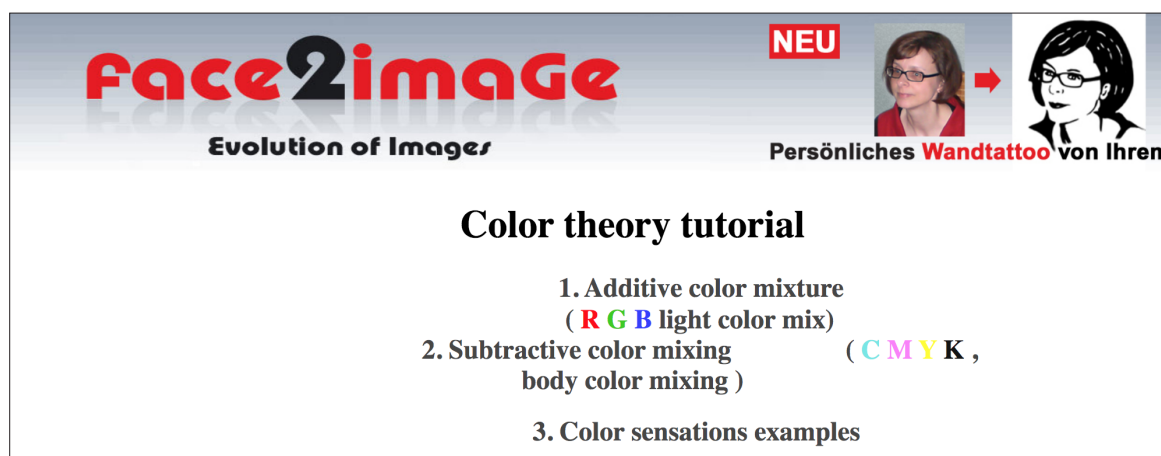 Face2imaGe
Evolution of Images
NEU
Persönliches Wandtattoo von Ihren
Color theory tutorial
1. Additive color mixture
( R G B light color mix)
2. Subtractive color mixing ( C M Y K ,
body color mixing )
3. Color sensations examples